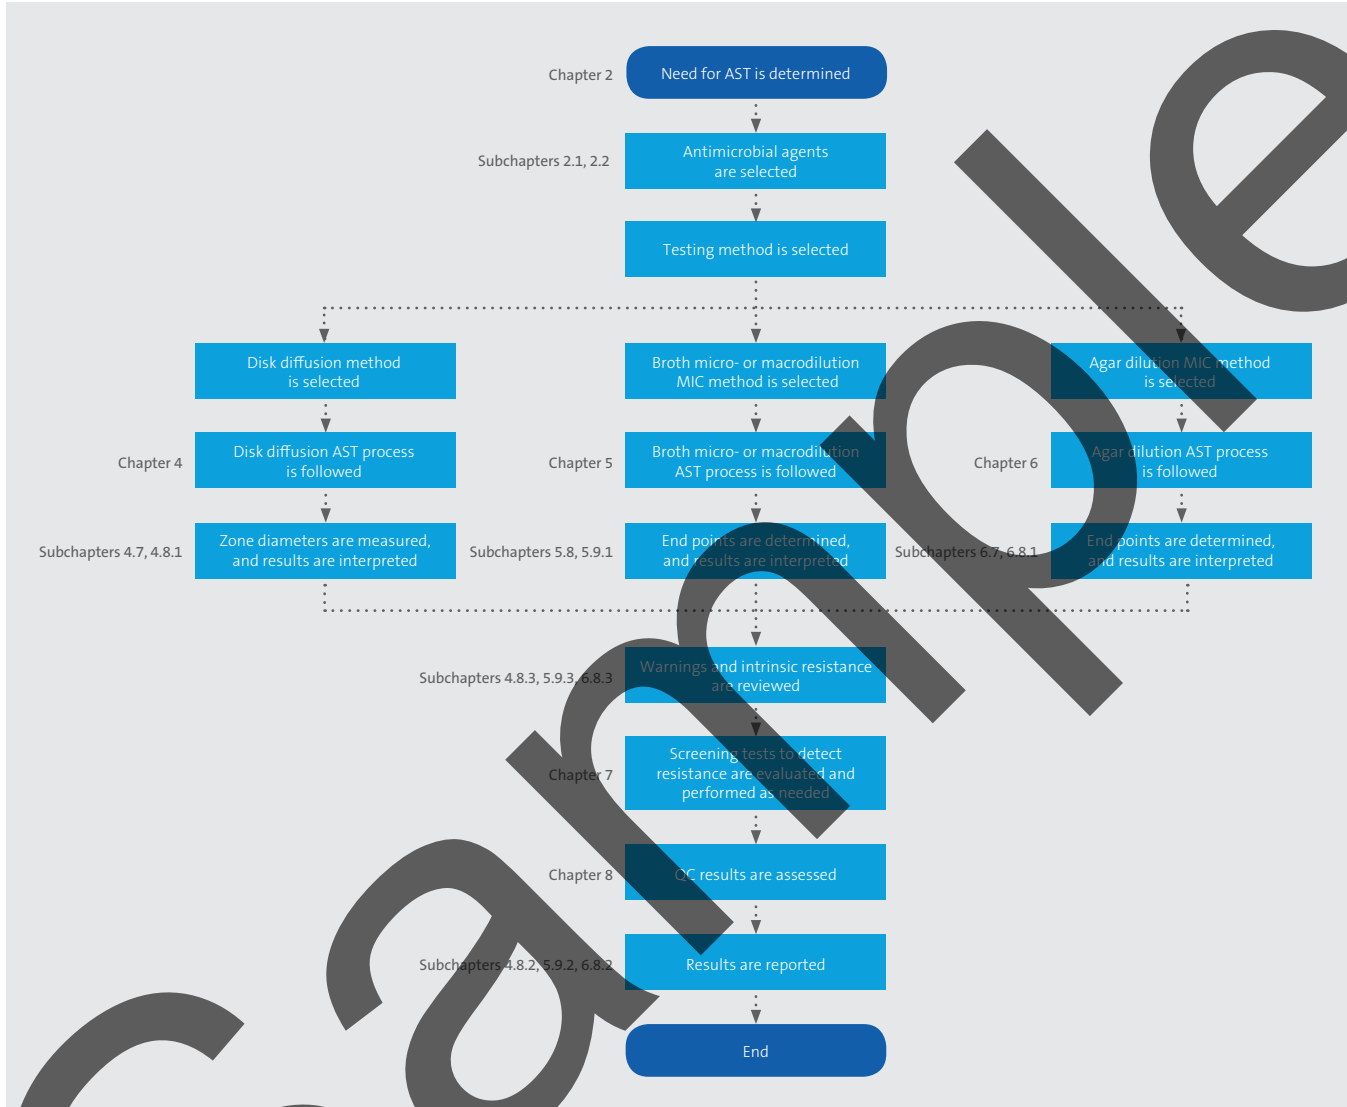 Chapter 2
Need for AST is determined
Subchapters 2.1, 2.2
Antimicrobial agents
are selected
Testing method is selected
Disk diffusion method
is selected
Broth micro- or macrodilution
MIC method is selected
Agar dilution MIC method
is selected
Chapter 4
Disk diffusion AST process
is followed
Chapter 5
Broth micro- or macrodilution
AST process is followed
Chapter 6
Agar dilution AST process
is followed
Subchapters 4.7, 4.8.1
Zone diameters are measured,
and results are interpreted
Subchapters 5.8, 5.9.1
End points are determined,
and results are interpreted
Subchapters 6.7, 6.8.1
End points are determined,
and results are interpreted
Subchapters 4.8.3, 5.9.3, 6.8.3
Warnings and intrinsic resistance
are reviewed
Chapter 7
Screening tests to detect
resistance are evaluated and
performed as needed
Chapter 8
QC results are assessed
Subchapters 4.8.2, 5.9.2, 6.8.2
Results are reported
End
Sample